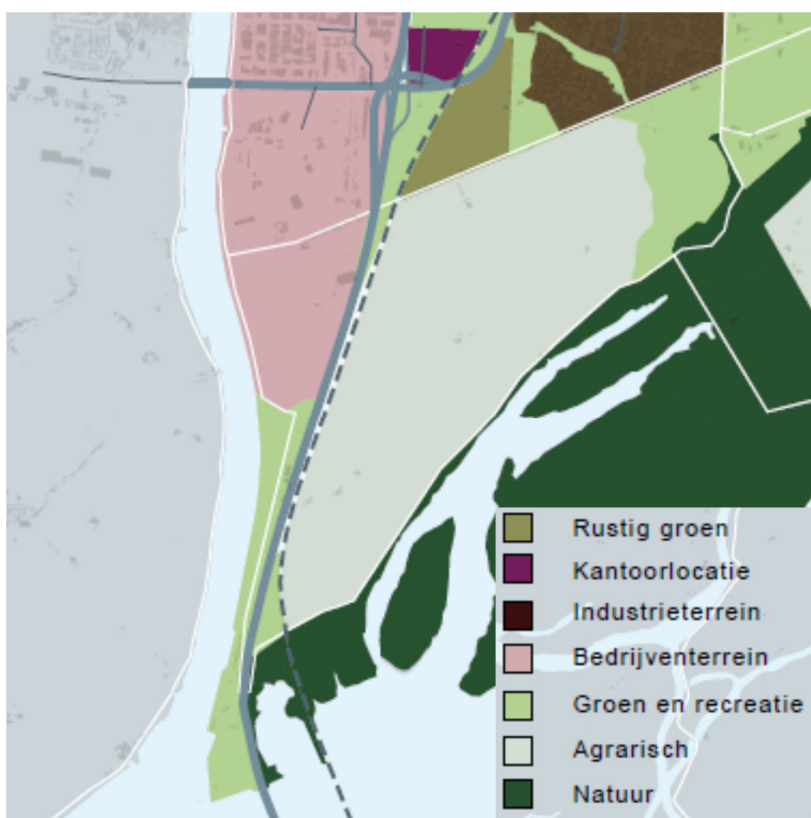 Rustig groen
Kantoorlocatie
Industrieterrein
Bedrijventerrein
Groen en recreatie
Agrarisch
Natuur